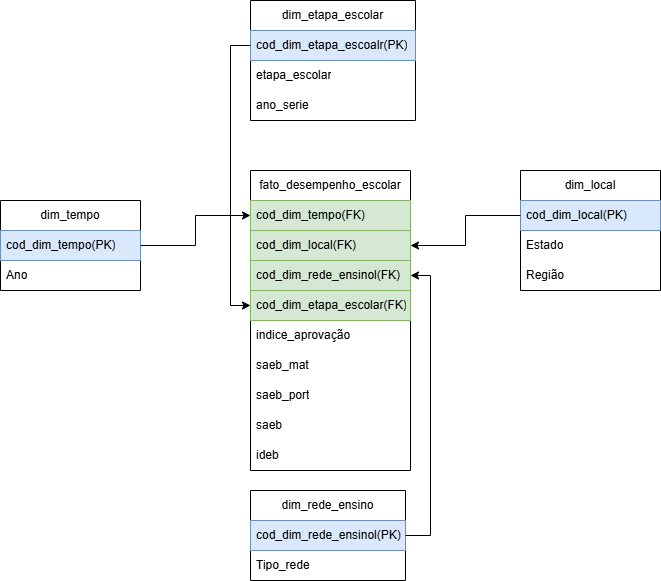 dim_etapa_escolar
cod_dim_etapa_escoalr(PK)
etapa_escolar
ano_serie
dim_tempo
cod_dim_tempo(PK)
Ano
fato_desempenho_escolar
cod_dim_tempo(FK)
cod_dim_local(FK)
cod_dim_rede_ensinol(FK)
cod_dim_etapa_escolar(FK)
indice_aprovação
saeb_mat
saeb_port
saeb
ideb
dim_local
cod_dim_local(PK)
Estado
Região
dim_rede_ensino
cod_dim_rede_ensinol(PK)
Tipo_rede